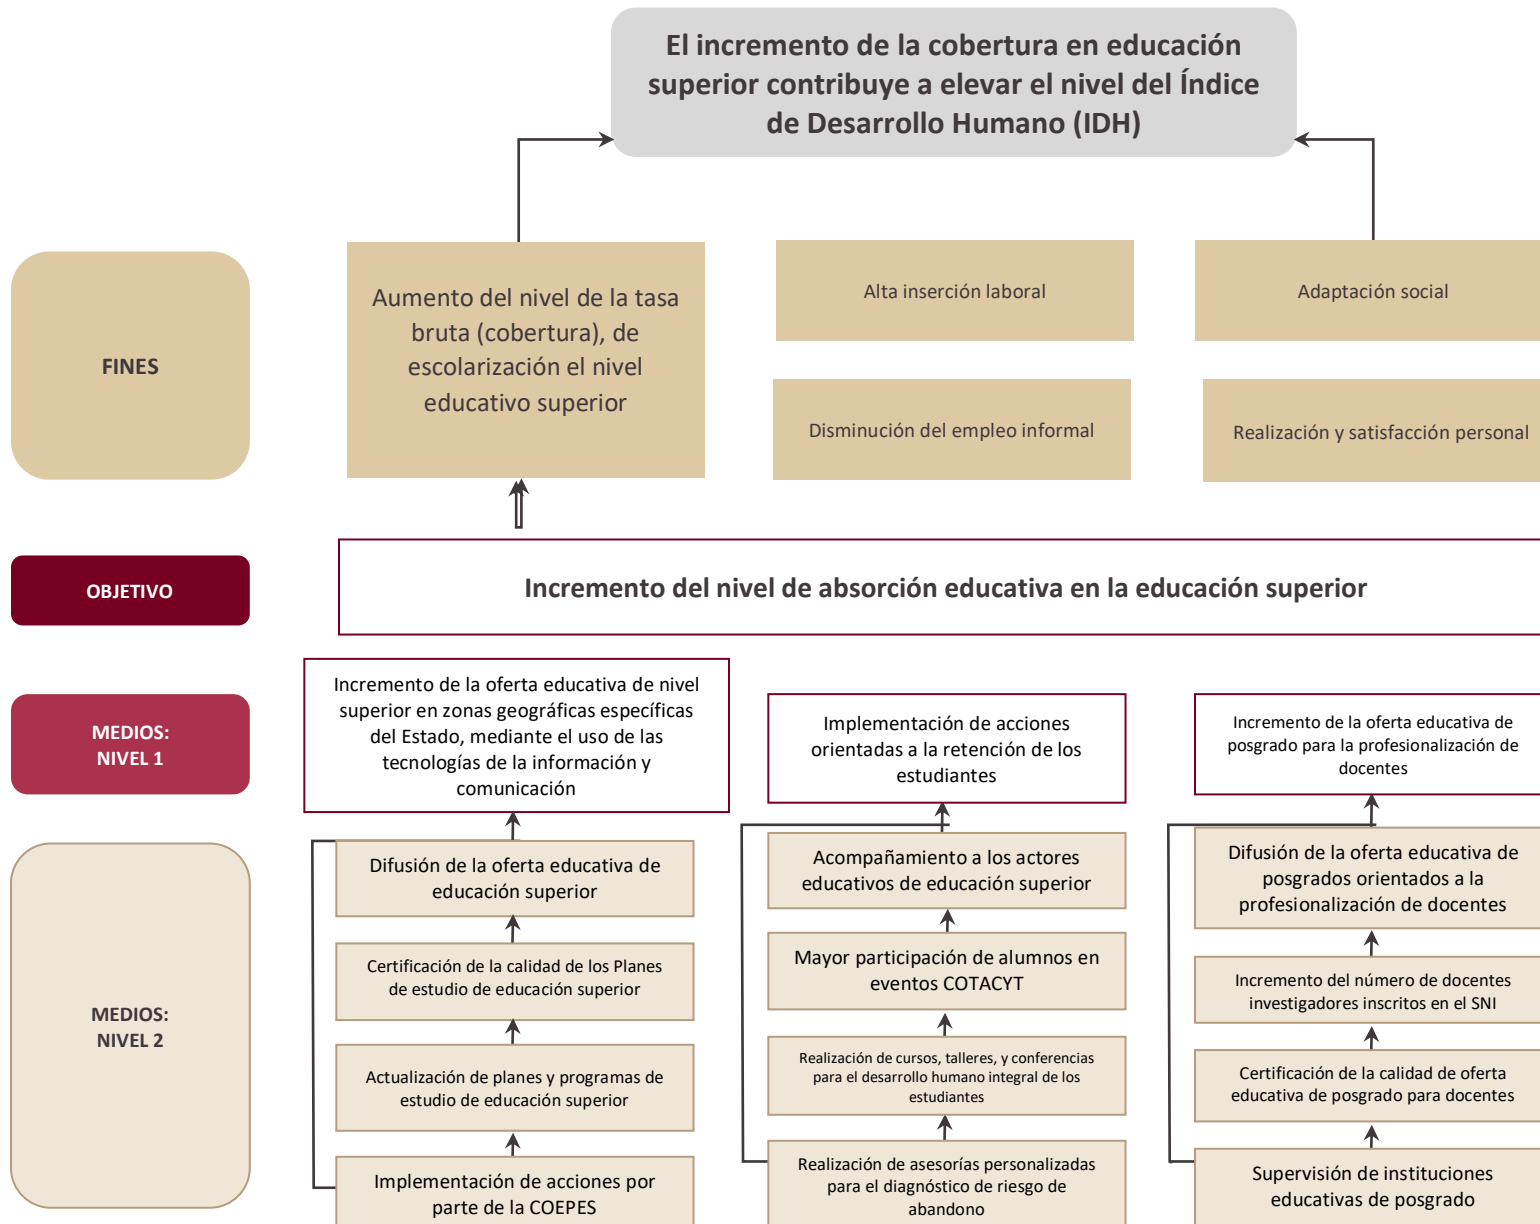 El incremento de la cobertura en educación
superior contribuye a elevar el nivel del Índice
de Desarrollo Humano (IDH)
FINES
Aumento del nivel de la tasa
bruta (cobertura), de
escolarización el nivel
educativo superior
Alta inserción laboral
Adaptación social
Disminución del empleo informal
Realización y satisfacción personal
OBJETIVO
Incremento del nivel de absorción educativa en la educación superior
MEDIOS:
NIVEL 1
Incremento de la oferta educativa de nivel
superior en zonas geográficas específicas
del Estado, mediante el uso de las
tecnologías de la información y
comunicación
Implementación de acciones
orientadas a la retención de los
estudiantes
Incremento de la oferta educativa de
posgrado para la profesionalización de
docentes
MEDIOS:
NIVEL 2
Difusión de la oferta educativa de
educación superior
Certificación de la calidad de los Planes
de estudio de educación superior
Actualización de planes y programas de
estudio de educación superior
Implementación de acciones por
parte de la COEPES
Acompañamiento a los actores
educativos de educación superior
Mayor participación de alumnos en
eventos COTACYT
Realización de cursos, talleres, y conferencias
para el desarrollo humano integral de los
estudiantes
Realización de asesorías personalizadas
para el diagnóstico de riesgo de
abandono
Difusión de la oferta educativa de
posgrados orientados a la
profesionalización de docentes
Incremento del número de docentes
investigadores inscritos en el SNI
Certificación de la calidad de oferta
educativa de posgrado para docentes
Supervisión de instituciones
educativas de posgrado